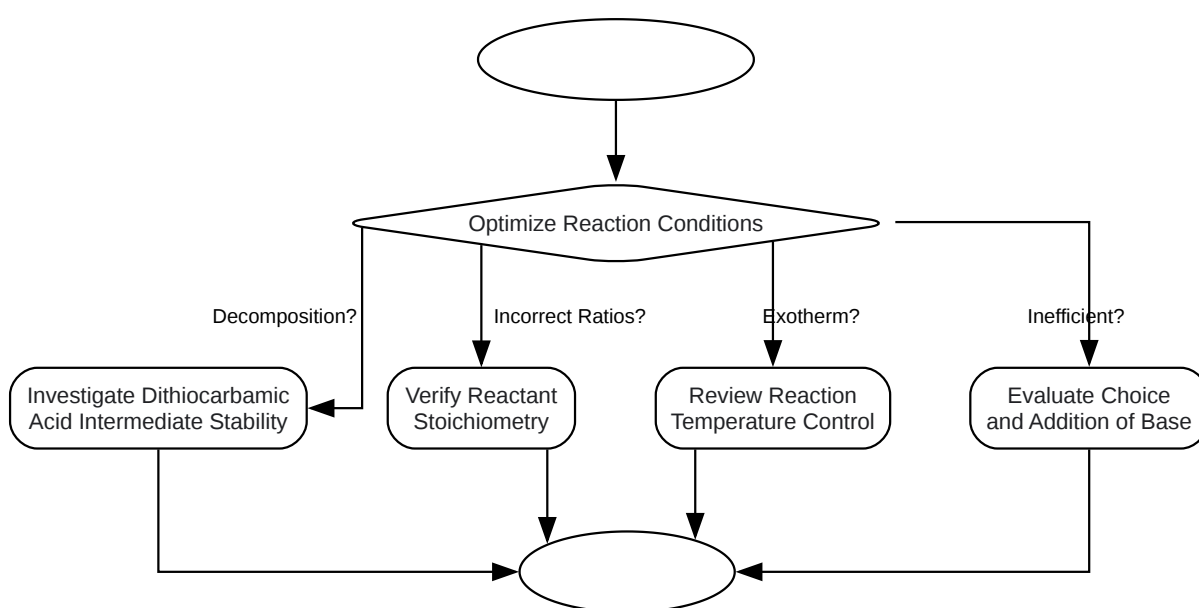 Optimize Reaction Conditions
Decomposition?
Incorrect Ratios?
Exotherm?
Inefficient?
Investigate Dithiocarbamic
Acid Intermediate Stability
Verify Reactant
Stoichiometry
Review Reaction
Temperature Control
Evaluate Choice
and Addition of Base